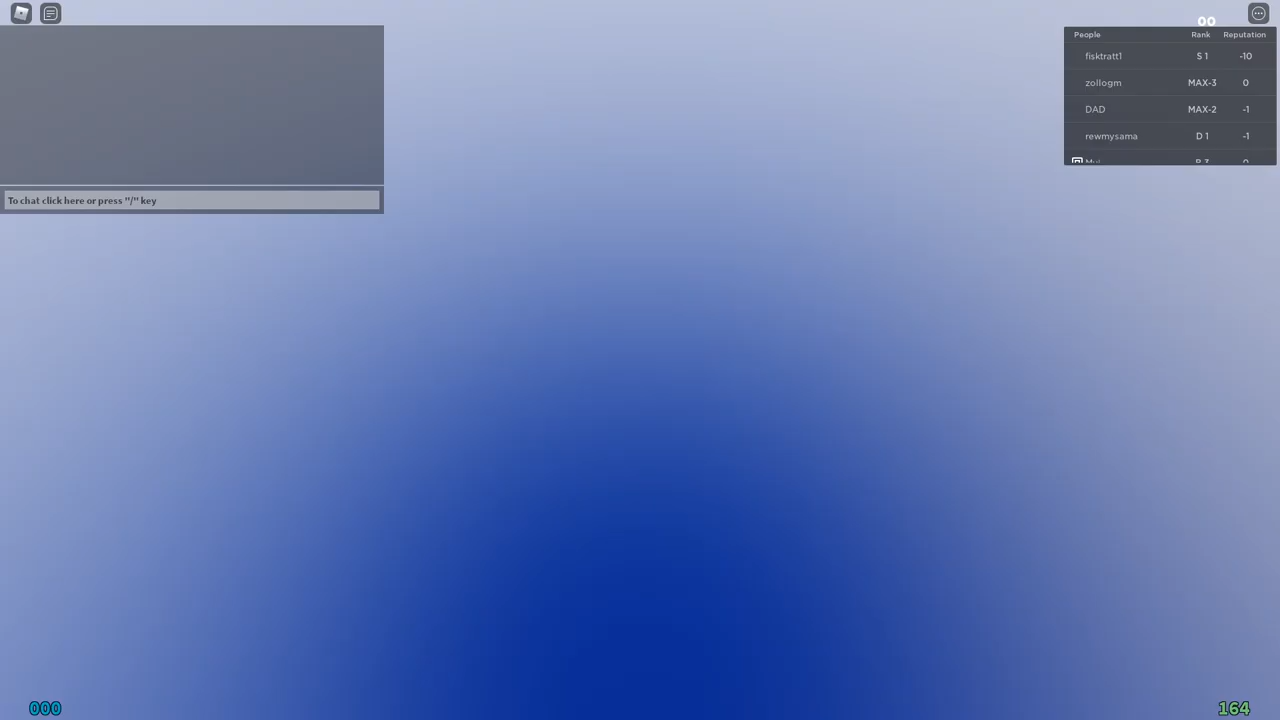 00
People Rank Reputation
fisktratt1 S 1 -10
zollogm MAX-3 0
DAD MAX-2 -1
rewmysama D 1 -1
To chat click here or press "/" key
000
164